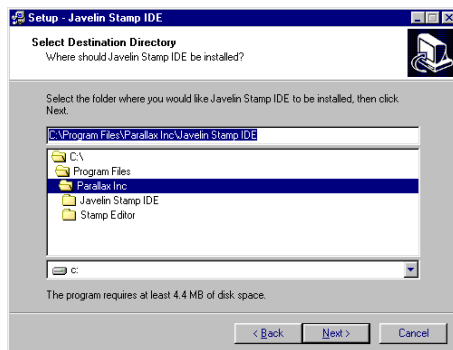 Setup - Javelin Stamp IDE
Select Destination Directory
Where should Javelin Stamp IDE be installed?
Select the folder where you would like Javelin Stamp IDE to be installed, then click
Next.
C:\Program Files\Parallax Inc\Javelin Stamp IDE
C:\
Program Files
Parallax Inc
Javelin Stamp IDE
Stamp Editor
c:
The program requires at least 4.4 MB of disk space.
< Back Next > Cancel